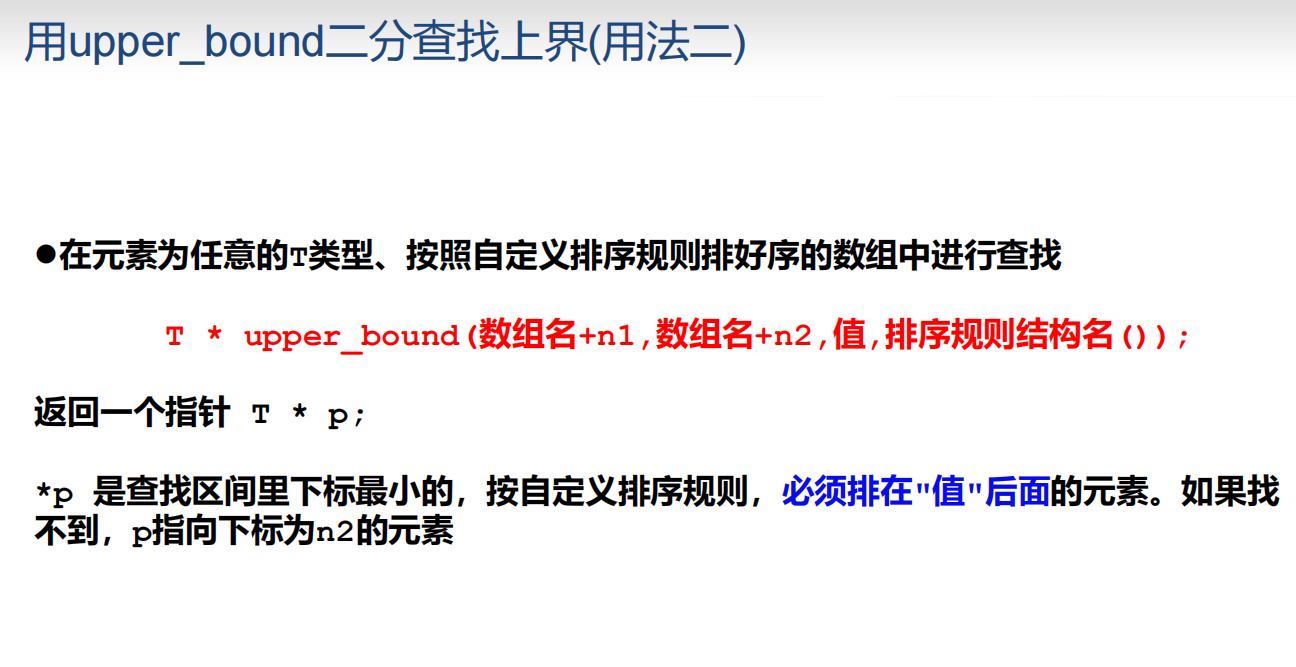 用upper_bound二分查找上界(用法二)
●在元素为任意的T类型、按照自定义排序规则排好序的数组中进行查找
T * upper_bound(数组名+n1,数组名+n2,值,排序规则结构名());
返回一个指针 T * p;
*p 是查找区间里下标最小的，按自定义排序规则，必须排在"值"后面的元素。如果找
不到，p指向下标为n2的元素